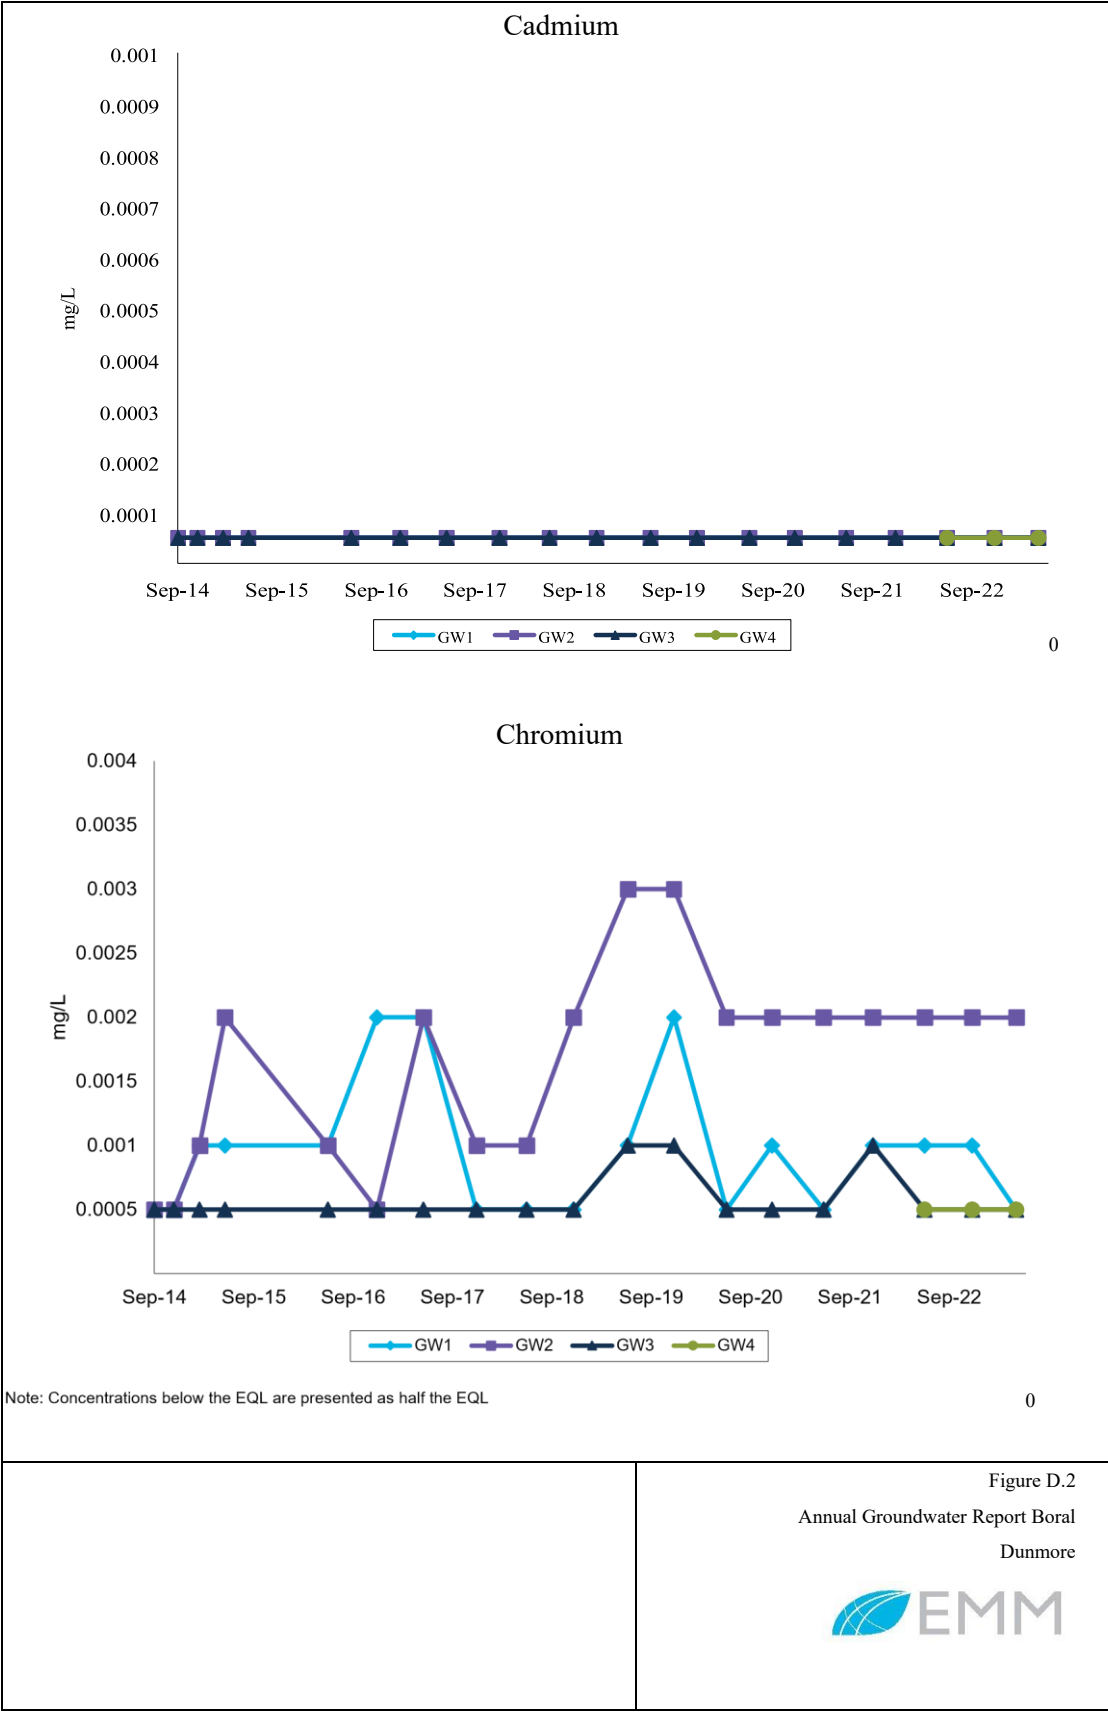 Cadmium
0.001
0.0009
0.0008
0.0007
0.0006
0.0005
0.0004
0.0003
0.0002
0.0001
mg/L
Sep-14 Sep-15 Sep-16 Sep-17 Sep-18 Sep-19 Sep-20 Sep-21 Sep-22
GW1 GW2 GW3 GW4
0
Chromium
0.004
0.0035
0.003
0.0025
0.002
0.0015
0.001
0.0005
mg/L
Sep-14 Sep-15 Sep-16 Sep-17 Sep-18 Sep-19 Sep-20 Sep-21 Sep-22
GW1 GW2 GW3 GW4
Note: Concentrations below the EQL are presented as half the EQL
0
Figure D.2
Annual Groundwater Report Boral
Dunmore
EMM